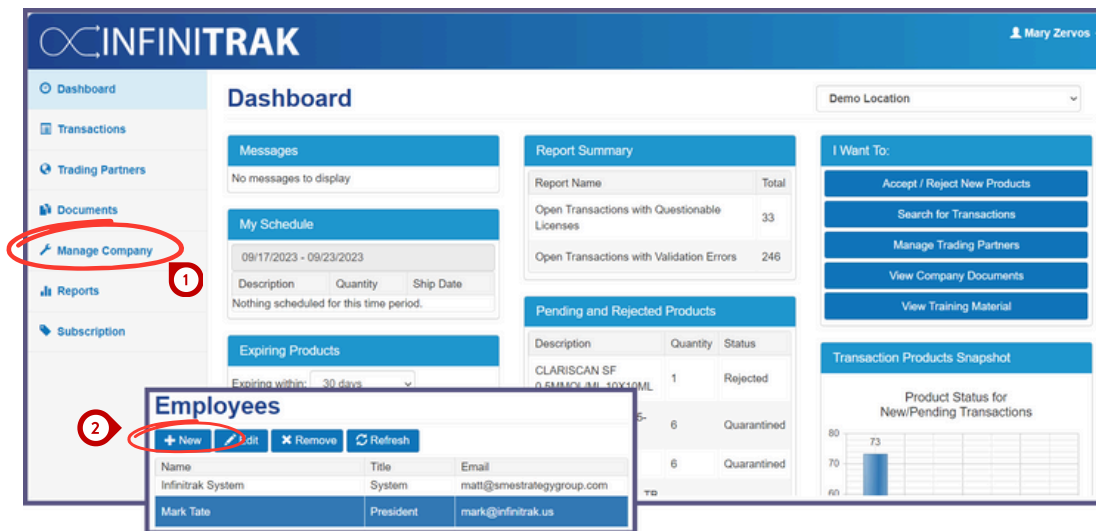 INFINITRAK
Mary Zervos
Dashboard
Transactions
Trading Partners
Documents
Manage Company
1
Reports
Subscription
Dashboard
Demo Location
Messages
No messages to display
My Schedule
09/17/2023 - 09/23/2023
Description Quantity Ship Date
Nothing scheduled for this time period.
Expiring Products
Expiring within: 30 days
Report Summary
Report Name Total
Open Transactions with Questionable
Licenses 33
Open Transactions with Validation Errors 246
Pending and Rejected Products
Description Quantity Status
CLARISCAN SF
0.5MMOL/ML 10X10ML 1 Rejected
5-
6 Quarantined
6 Quarantined
TR
I Want To:
Accept / Reject New Products
Search for Transactions
Manage Trading Partners
View Company Documents
View Training Material
Transaction Products Snapshot
Product Status for
New/Pending Transactions
80
73
70
60
2
Employees
New Edit Remove Refresh
Name Title Email
Infinitrak System System matt@smestrategygroup.com
Mark Tate President mark@infinitrak.us